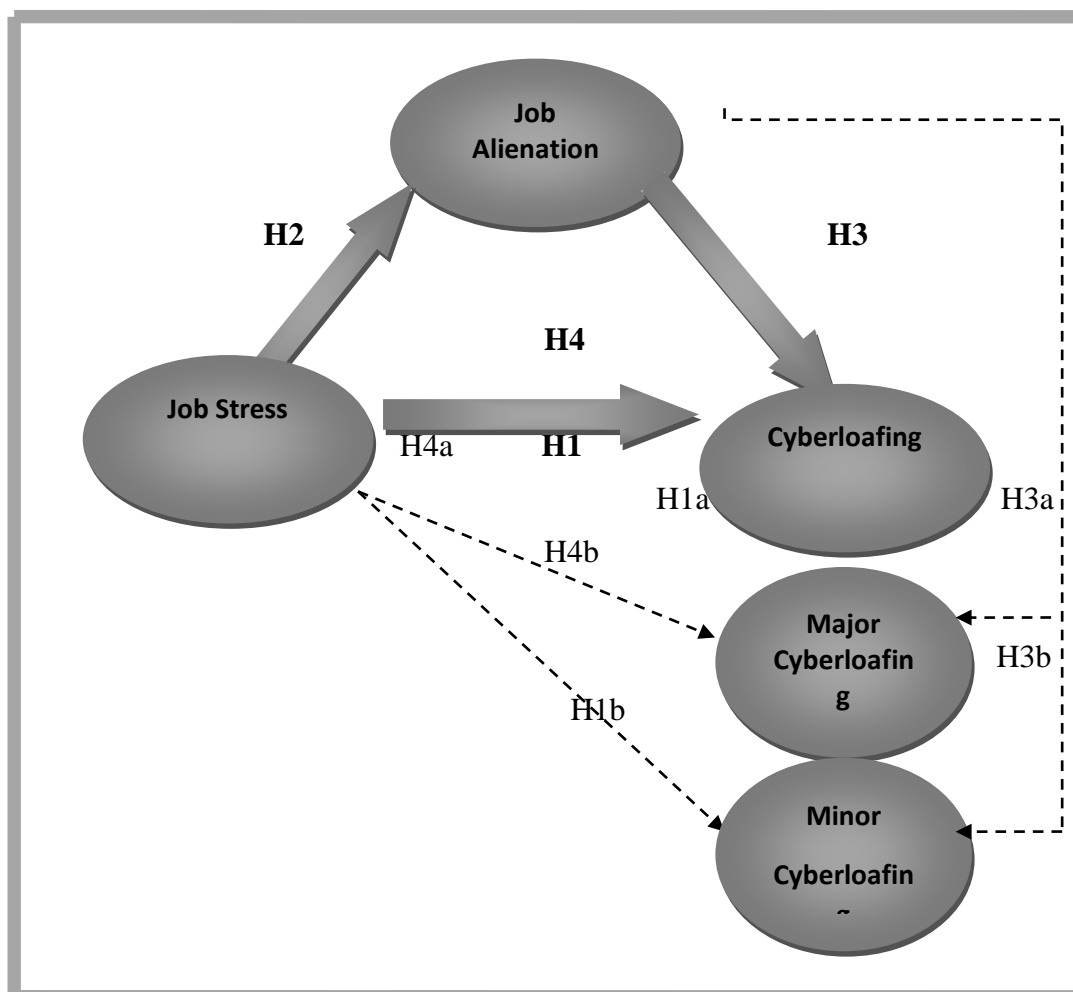 Job
Alienation
H2
H3
H4
Job Stress
H4a
H1
Cyberloafing
H1a
H3a
H4b
Major
Cyberloafin
g
H3b
H1b
Minor
Cyberloafin